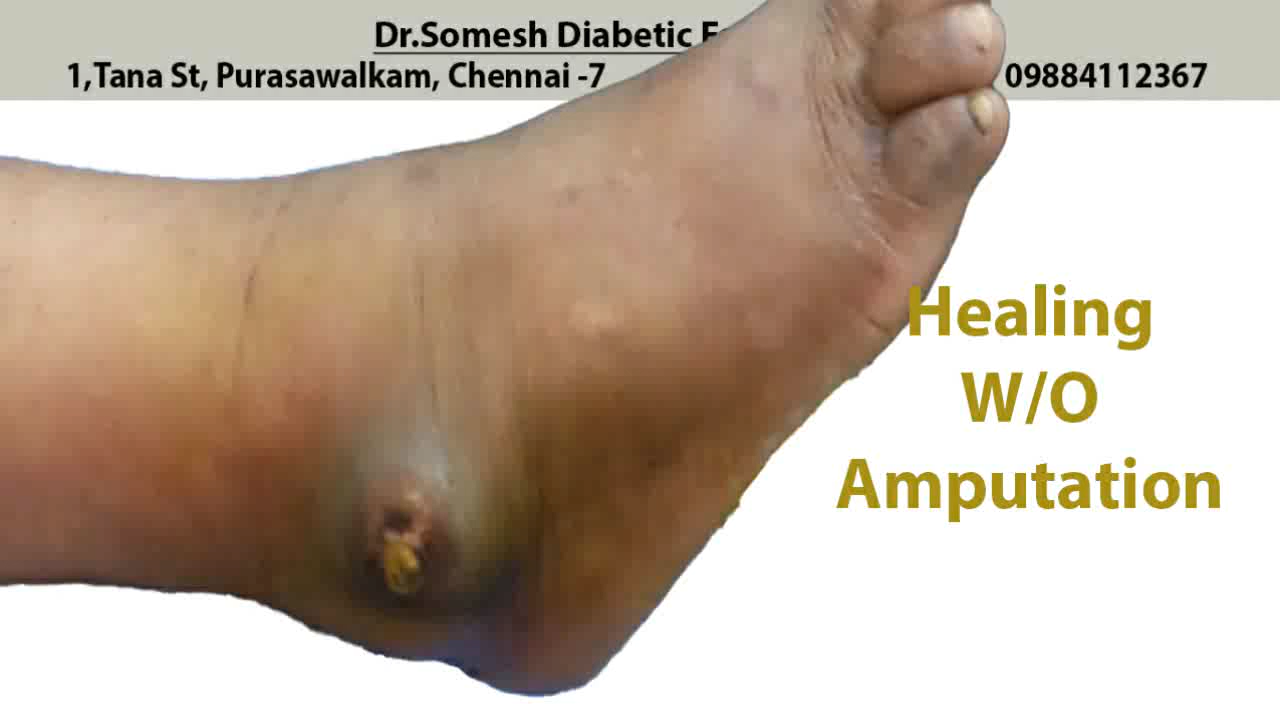 Dr.Somesh Diabetic
1,Tana St, Purasawalkam, Chennai -7
09884112367
Healing
W/O
Amputation